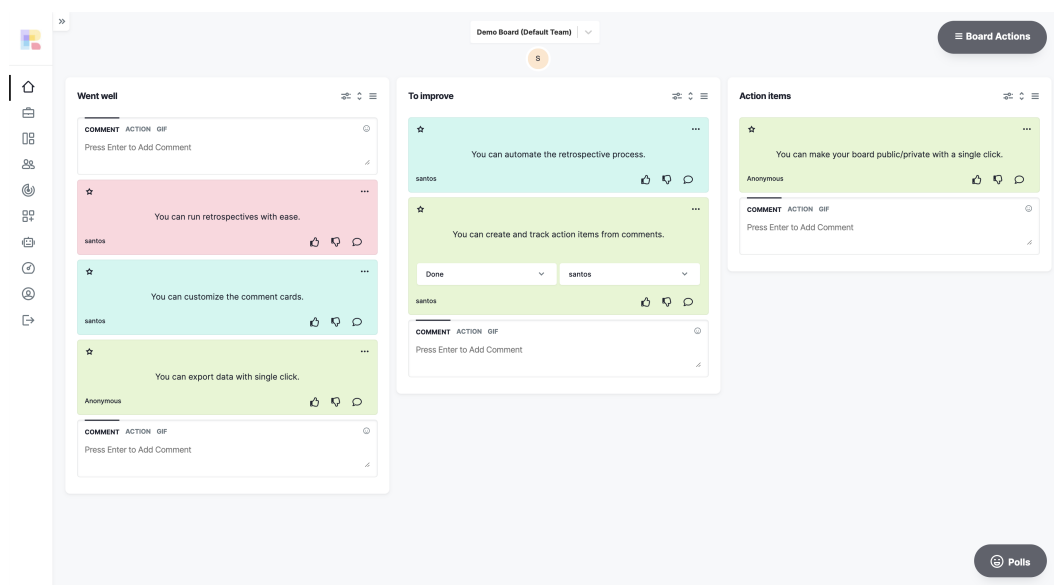 Demo Board (Default Team)
Board Actions
S
Went well
COMMENT ACTION GIF
Press Enter to Add Comment
You can run retrospectives with ease.
santos
You can customize the comment cards.
santos
You can export data with single click.
Anonymous
COMMENT ACTION GIF
Press Enter to Add Comment
To improve
You can automate the retrospective process.
santos
You can create and track action items from comments.
Done santos
santos
COMMENT ACTION GIF
Press Enter to Add Comment
Action items
You can make your board public/private with a single click.
Anonymous
COMMENT ACTION GIF
Press Enter to Add Comment
Polls